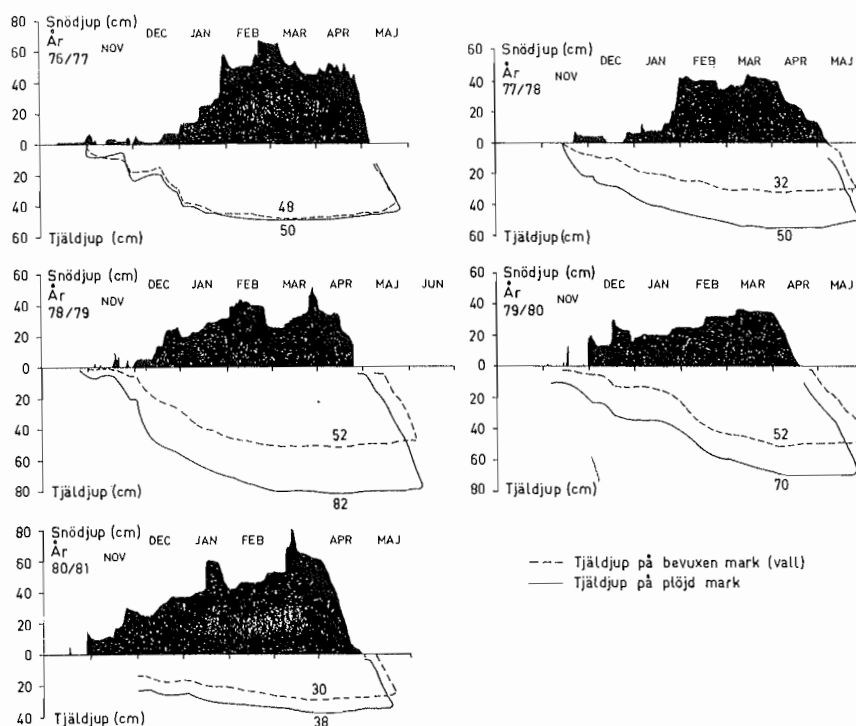 80 Snödjup (cm)
60 År
76/77 NOV DEC JAN FEB MAR APR MAJ
40
20
0
20
40
60 Tjäldjup (cm)
48
50
60 Snödjup (cm)
År
40 77/78 NOV DEC JAN FEB MAR APR MAJ
20
0
20
40
60 Tjäldjup (cm)
32
50
60 Snödjup (cm)
År
40 78/79 NOV DEC JAN FEB MAR APR MAJ JUN
20
0
20
40
60
80 Tjäldjup (cm)
52
82
60 Snödjup (cm)
År
40 79/80 NOV DEC JAN FEB MAR APR MAJ
20
0
20
40
60
80 Tjäldjup (cm)
52
70
80 Snödjup (cm)
År
60 80/81 NOV DEC JAN FEB MAR APR MAJ
40
20
0
20
40 Tjäldjup (cm)
30
38
Tjäldjup på bevuxen mark (vall)
Tjäldjup på plöjd mark